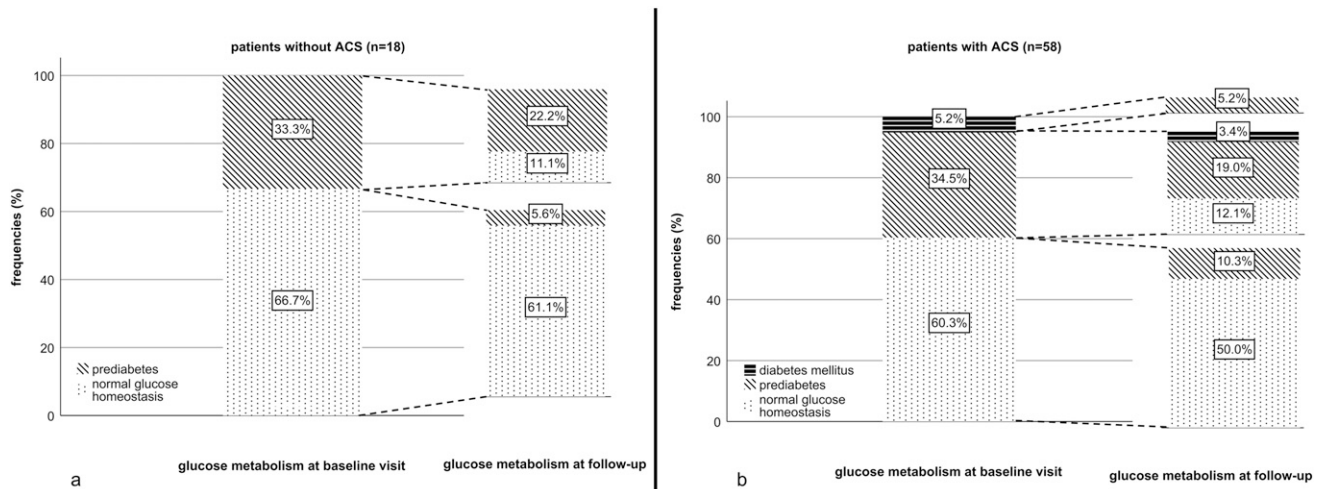 patients without ACS (n=18)
frequencies (%)
100
80
60
40
20
0
33.3%
66.7%
22.2%
11.1%
5.6%
61.1%
prediabetes
normal glucose
homeostasis
glucose metabolism at baseline visit
glucose metabolism at follow-up
a
patients with ACS (n=58)
frequencies (%)
100
80
60
40
20
0
5.2%
34.5%
60.3%
5.2%
3.4%
19.0%
12.1%
10.3%
50.0%
diabetes mellitus
prediabetes
normal glucose
homeostasis
glucose metabolism at baseline visit
glucose metabolism at follow-up
b